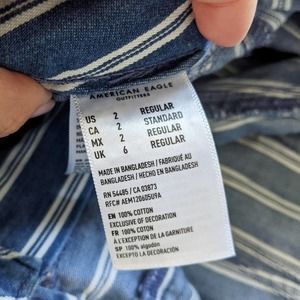 AMERICAN EAGLE
OUTFITTERS
US 2 REGULAR
CA 2 STANDARD
MX 2 REGULAR
UK 6 REGULAR
MADE IN BANGLADESH / FABRIQUÉ AU
BANGLADESH / HECHO EN BANGLADESH
RN 54485 / CA 03873
RFC# AEM120605U9A
EN 100% COTTON
EXCLUSIVE OF DECORATION
FR 100% COTON
À L'EXCEPTION DE LA GARNITURE
SP 100% algodón
EXCEPTO LA DECORACIÓN